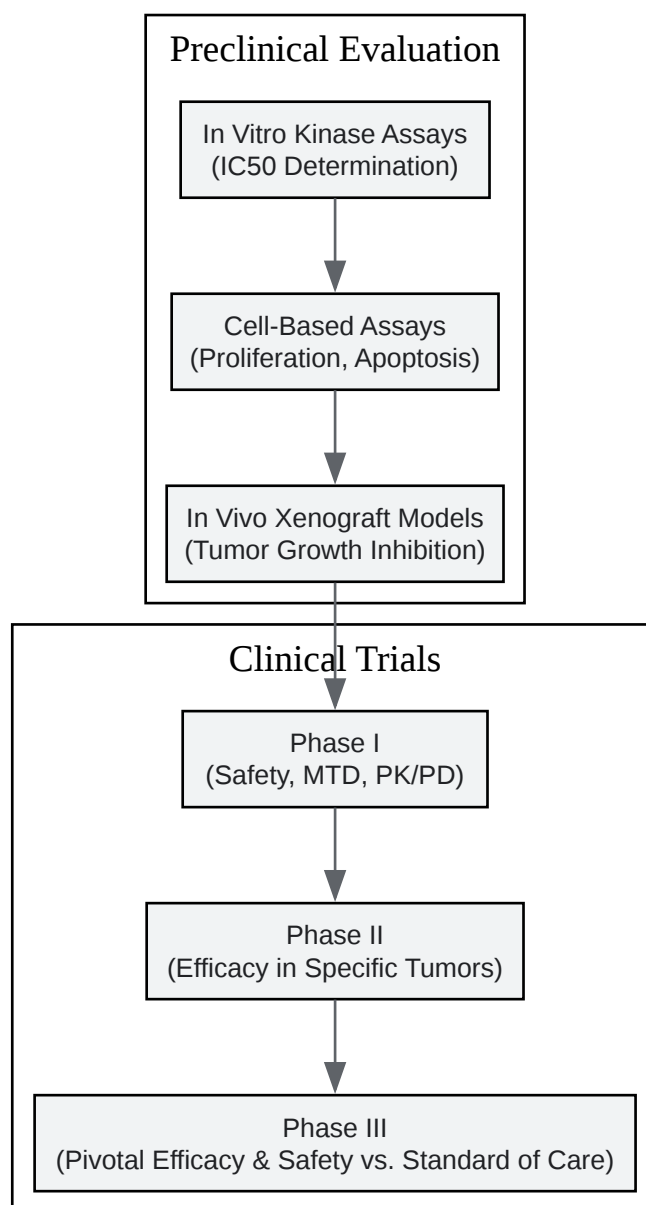 Preclinical Evaluation
In Vitro Kinase Assays
(IC50 Determination)
Cell-Based Assays
(Proliferation, Apoptosis)
In Vivo Xenograft Models
(Tumor Growth Inhibition)
Clinical Trials
Phase I
(Safety, MTD, PK/PD)
Phase II
(Efficacy in Specific Tumors)
Phase III
(Pivotal Efficacy & Safety vs. Standard of Care)